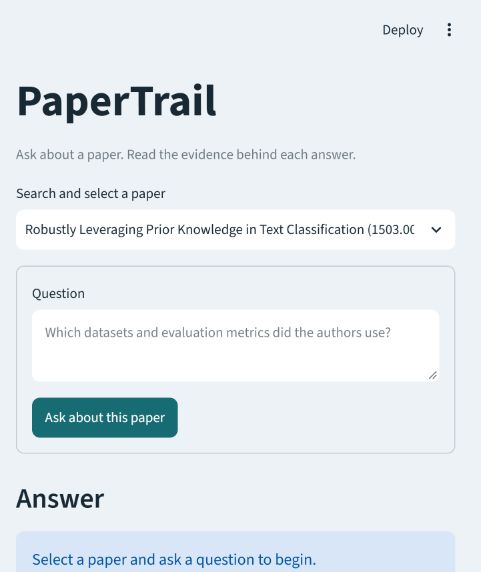 Deploy
PaperTrail
Ask about a paper. Read the evidence behind each answer.
Search and select a paper
Robustly Leveraging Prior Knowledge in Text Classification (1503.00
Question
Which datasets and evaluation metrics did the authors use?
Ask about this paper
Answer
Select a paper and ask a question to begin.